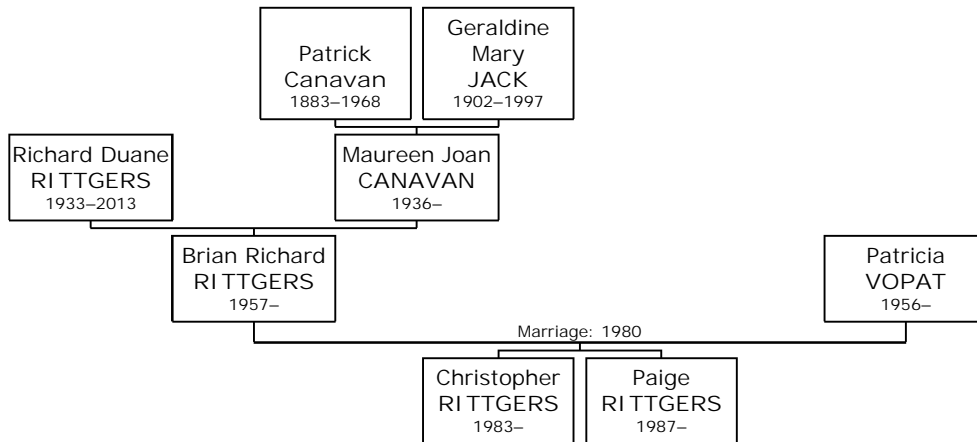 Patrick
Canavan
1883–1968
Geraldine
Mary
JACK
1902–1997
Richard Duane
RITTGERS
1933–2013
Maureen Joan
CANAVAN
1936–
Brian Richard
RITTGERS
1957–
Patricia
VOPAT
1956–
Marriage: 1980
Christopher
RITTGERS
1983–
Paige
RITTGERS
1987–